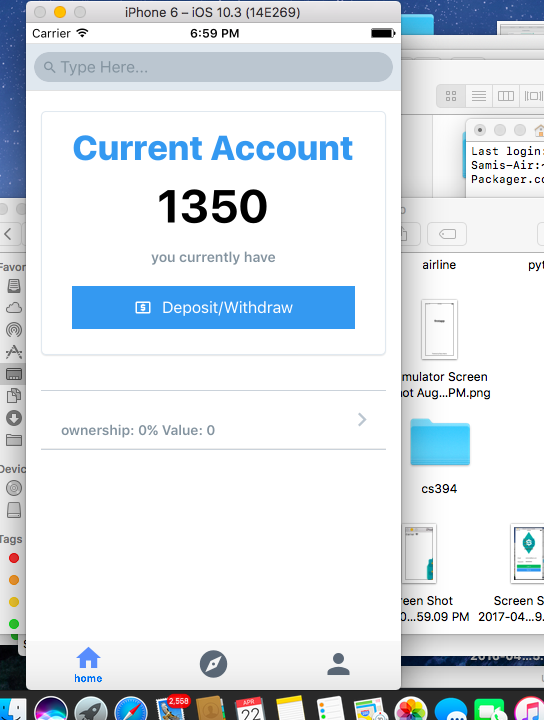 iPhone 6 – iOS 10.3 (14E269)
Carrier
6:59 PM
Type Here...
Current Account
1350
you currently have
Deposit/Withdraw
ownership: 0% Value: 0
home
Last login:
Samis-Air:~
Packager.co
Favor
Devic
Tags
airline
pyt
mulator Screen
ot Aug...PM.png
cs394
reen Shot
0...59.09 PM
Screen S
2017-04...9.
2,558
APR
22